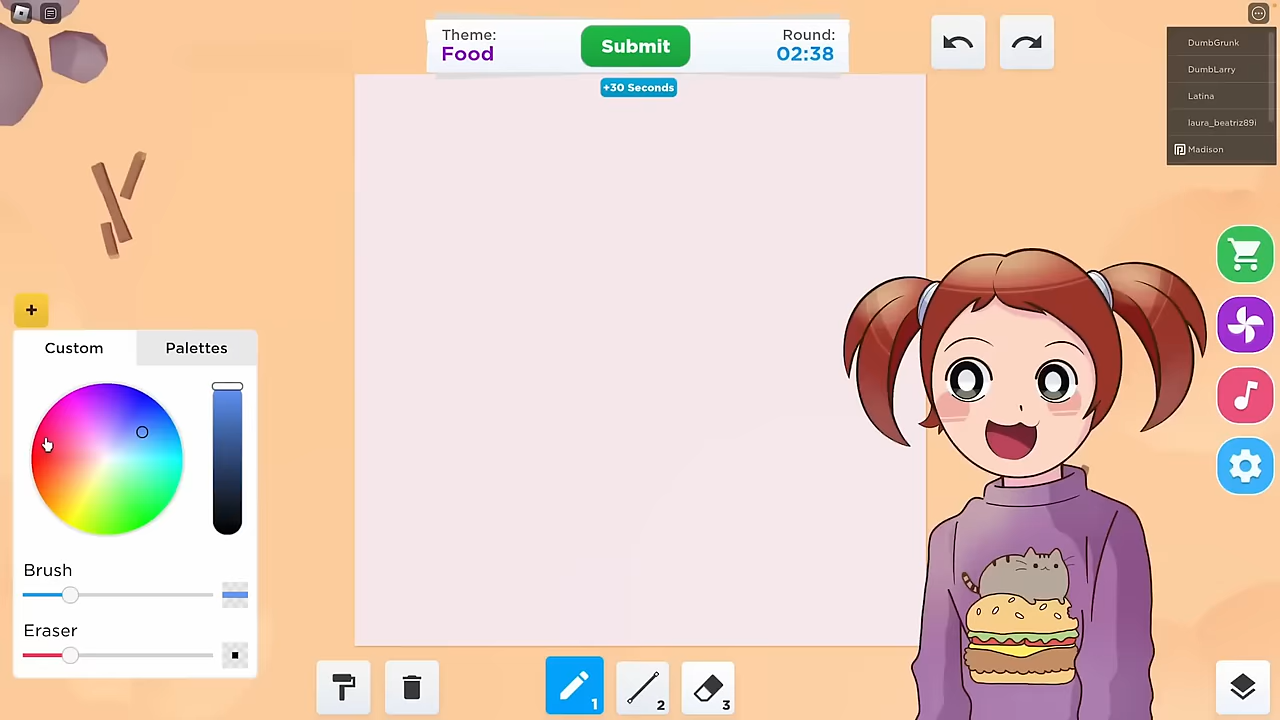 Theme:
Food
Submit
Round:
02:38
+30 Seconds
DumbGrunk
DumbLarry
Latina
laura_beatriz89i
Madison
+
Custom
Palettes
Brush
Eraser
1
2
3